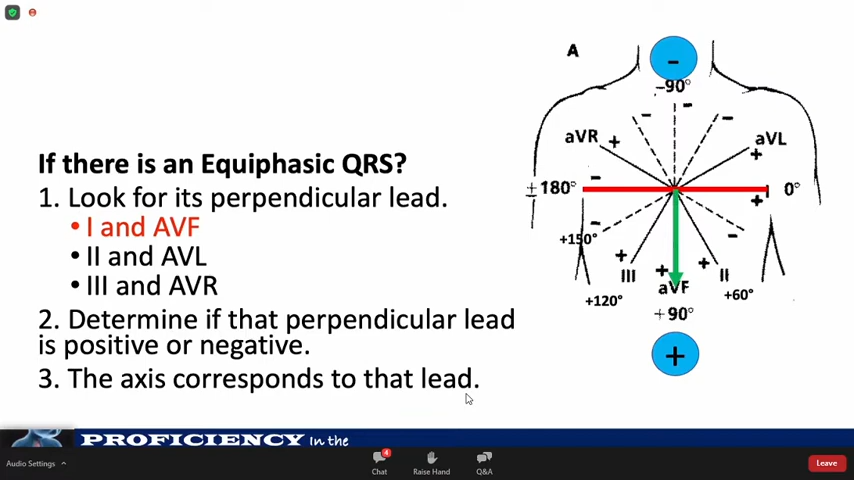 A
-
-90°
- - -
aVR + aVL
+
If there is an Equiphasic QRS?
1. Look for its perpendicular lead.
• I and AVF
• II and AVL
• III and AVR
2. Determine if that perpendicular lead
is positive or negative.
3. The axis corresponds to that lead.
±180° - I 0°
+
- -
+150°
+ + +
III aVF II
+120° +90° +60°
+
PROFICIENCY In the
Audio Settings
4
Chat Raise Hand Q&A Leave